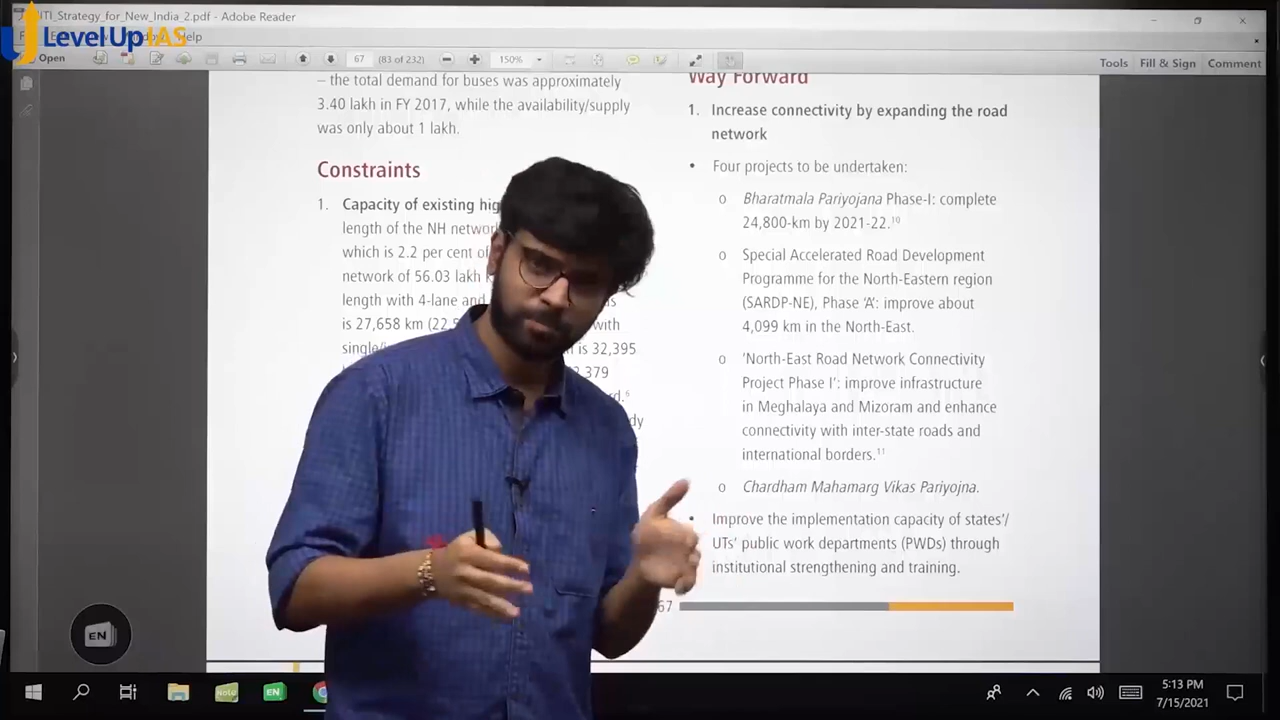 NITI_Strategy_for_New_India_2.pdf - Adobe Reader
LevelUp IAS
Help
Open
67
(83 of 232)
150%
Tools
Fill & Sign
Comment
– the total demand for buses was approximately
3.40 lakh in FY 2017, while the availability/supply
was only about 1 lakh.
Constraints
1. Capacity of existing
length of the NH
which is 2.2 per cent of
network of 56.03 lakh
length with 4-lane and
is 27,658 km
with
is 32,395
Way Forward
1. Increase connectivity by expanding the road
network
• Four projects to be undertaken:
o Bharatmala Pariyojana Phase-I: complete
24,800-km by 2021-22.10
o Special Accelerated Road Development
Programme for the North-Eastern region
(SARDP-NE), Phase ‘A’: improve about
4,099 km in the North-East.
o ‘North-East Road Network Connectivity
Project Phase I’: improve infrastructure
in Meghalaya and Mizoram and enhance
connectivity with inter-state roads and
international borders.11
o Chardham Mahamarg Vikas Pariyojna.
• Improve the implementation capacity of states’/
UTs’ public work departments (PWDs) through
institutional strengthening and training.
67
EN
Note
EN
5:13 PM
7/15/2021